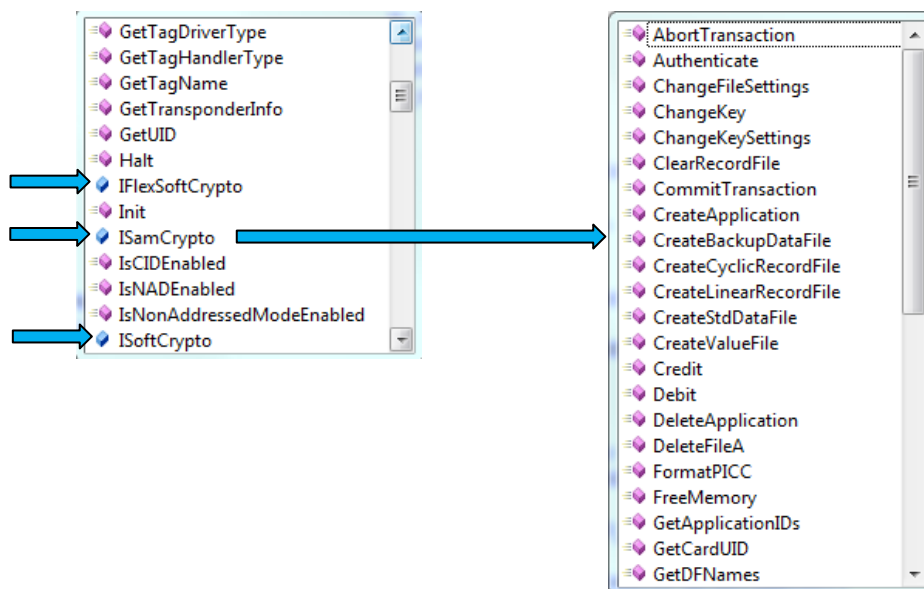 GetTagDriverType
GetTagHandlerType
GetTagName
GetTransponderInfo
GetUID
Halt
IFlexSoftCrypto
Init
ISamCrypto
IsCIDEnabled
IsNADEnabled
IsNonAddressedModeEnabled
ISoftCrypto
AbortTransaction
Authenticate
ChangeFileSettings
ChangeKey
ChangeKeySettings
ClearRecordFile
CommitTransaction
CreateApplication
CreateBackupDataFile
CreateCyclicRecordFile
CreateLinearRecordFile
CreateStdDataFile
CreateValueFile
Credit
Debit
DeleteApplication
DeleteFileA
FormatPICC
FreeMemory
GetApplicationIDs
GetCardUID
GetDFNames